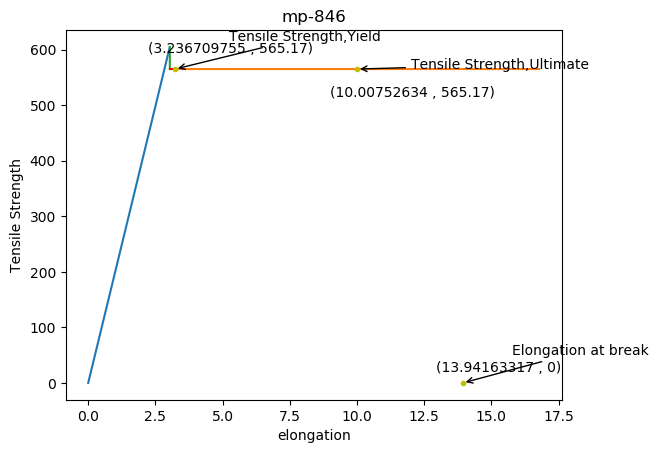 mp-846
Tensile Strength,Yield
(3.236709755 , 565.17)
Tensile Strength,Ultimate
(10.00752634 , 565.17)
Elongation at break
(13.94163317 , 0)
600
500
400
300
200
100
0
Tensile Strength
0.0 2.5 5.0 7.5 10.0 12.5 15.0 17.5
elongation